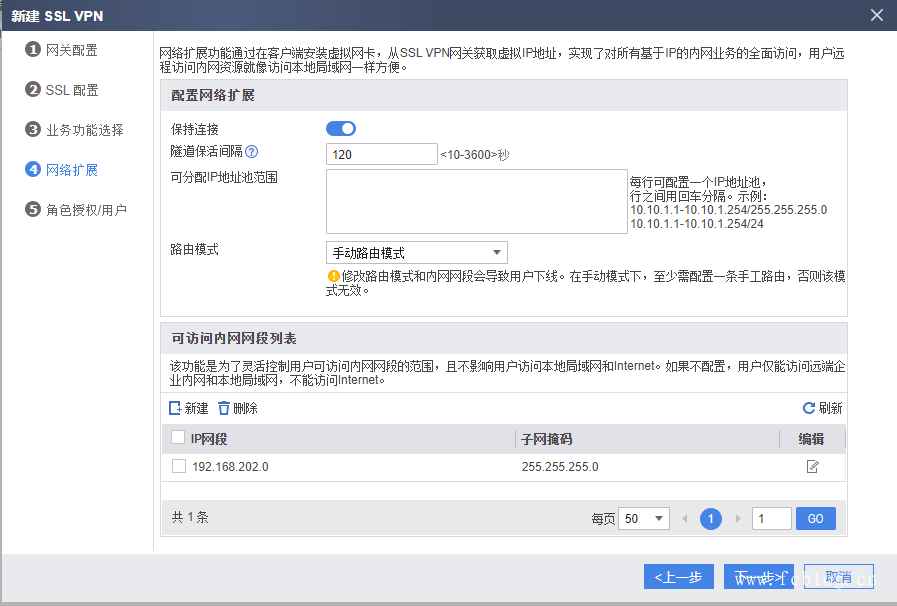 新建 SSL VPN
1 网关配置
2 SSL 配置
3 业务功能选择
4 网络扩展
5 角色授权/用户
网络扩展功能通过在客户端安装虚拟网卡，从SSL VPN网关获取虚拟IP地址，实现了对所有基于IP的内网业务的全面访问，用户远
程访问内网资源就像访问本地局域网一样方便。
配置网络扩展
保持连接
隧道保活间隔 ?
120 <10-3600>秒
可分配IP地址池范围
每行可配置一个IP地址池，
行之间用回车分隔。示例：
10.10.1.1-10.10.1.254/255.255.255.0
10.10.1.1-10.10.1.254/24
路由模式
手动路由模式
修改路由模式和内网网段会导致用户下线。在手动模式下，至少需配置一条手工路由，否则该模
式无效。
可访问内网网段列表
该功能是为了灵活控制用户可访问内网网段的范围，且不影响用户访问本地局域网和Internet。如果不配置，用户仅能访问远端企
业内网和本地局域网，不能访问Internet。
新建 删除 刷新
IP网段 子网掩码 编辑
192.168.202.0 255.255.255.0
共 1 条 每页 50 1 1 GO
<上一步 下一步> 取消
www.fcblog.cn